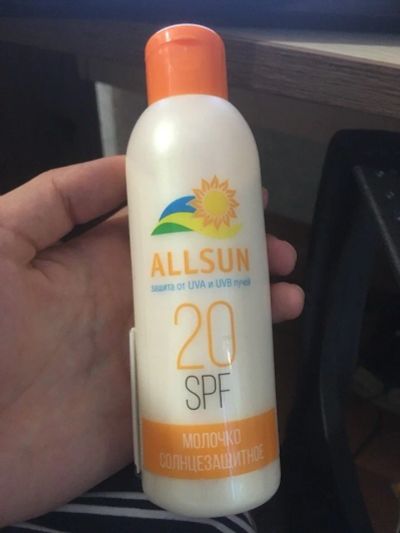 ALLSUN
защита от UVA и UVB лучей
20
SPF
МОЛОЧКО
СОЛНЦЕЗАЩИТНОЕ